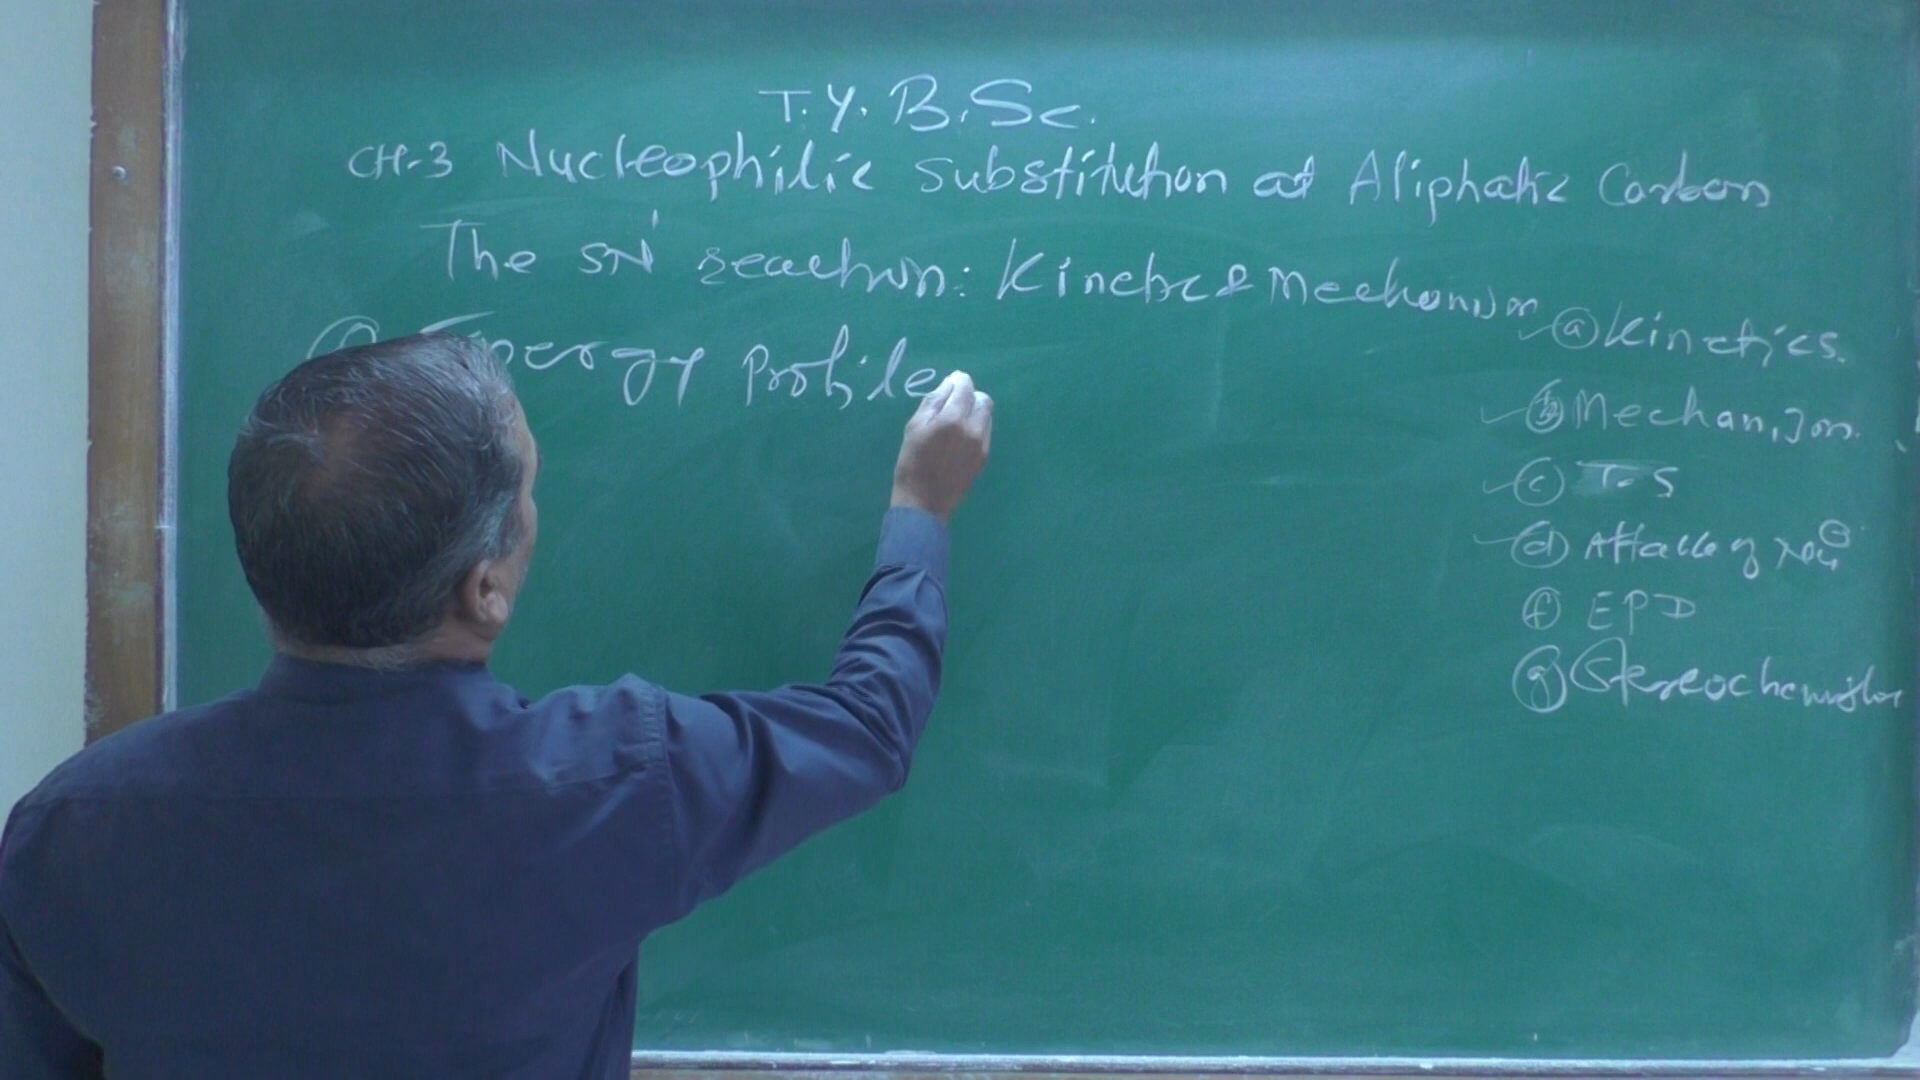 T.Y. B.Sc.
CH-3 Nucleophilic Substitution at Aliphatic Carbon
The SN¹ reaction: Kinetic & Mechanism
Energy Profile
ⓐ Kinetics.
ⓑ Mechanism.
ⓒ T-S
ⓓ Attack of Nu⊖
ⓕ EPD
ⓖ Stereochemistry